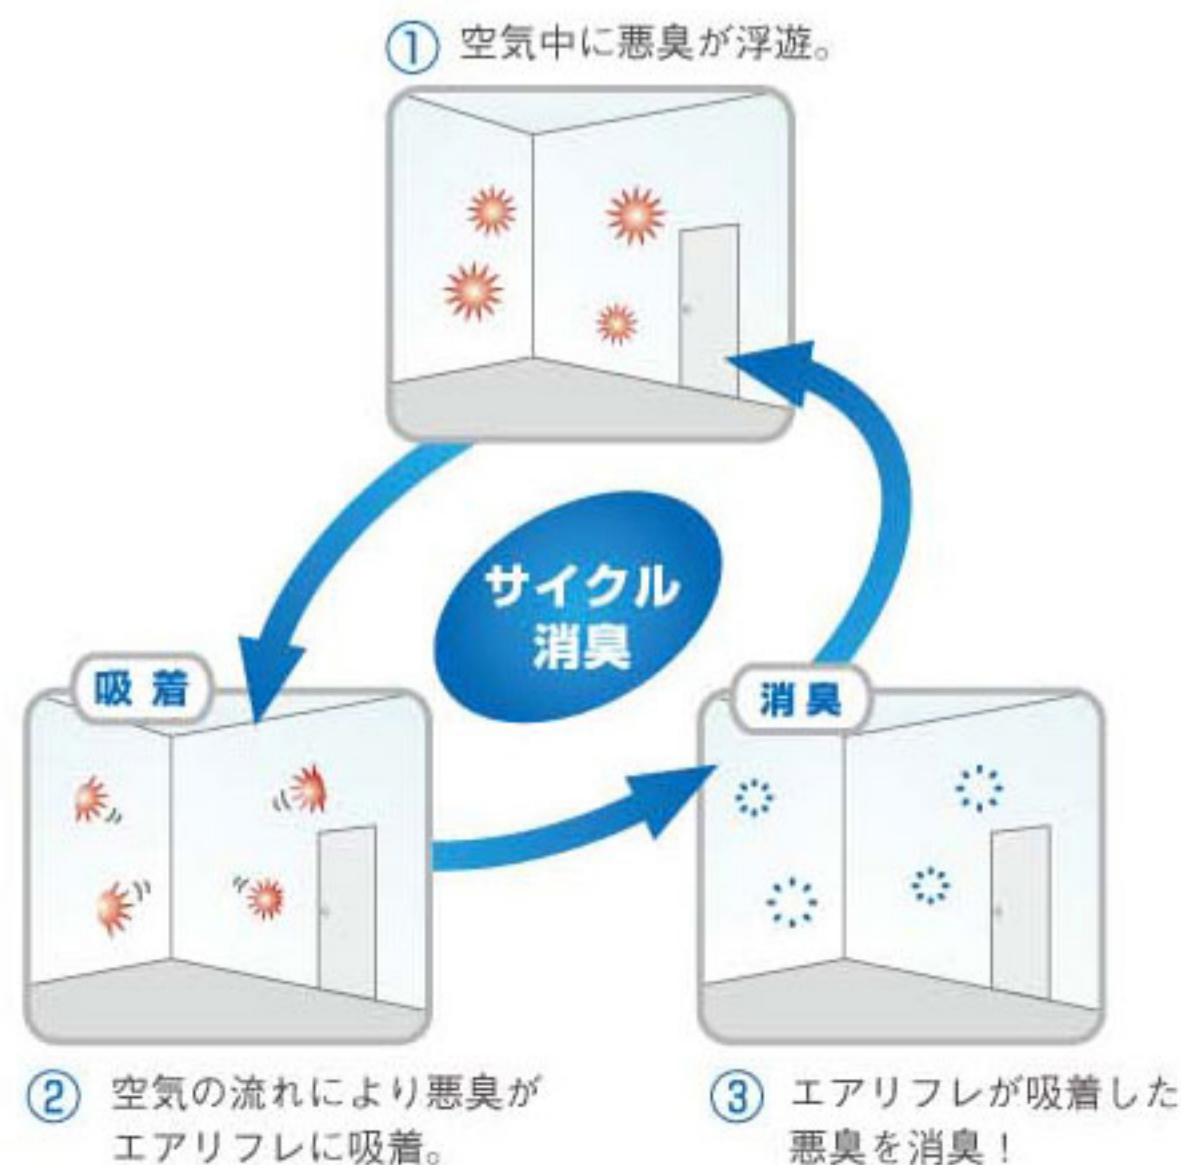 ① 空気中に悪臭が浮遊。
サイクル
消臭
吸着
消臭
② 空気の流れにより悪臭が
エアリフレに吸着。
③ エアリフレが吸着した
悪臭を消臭！